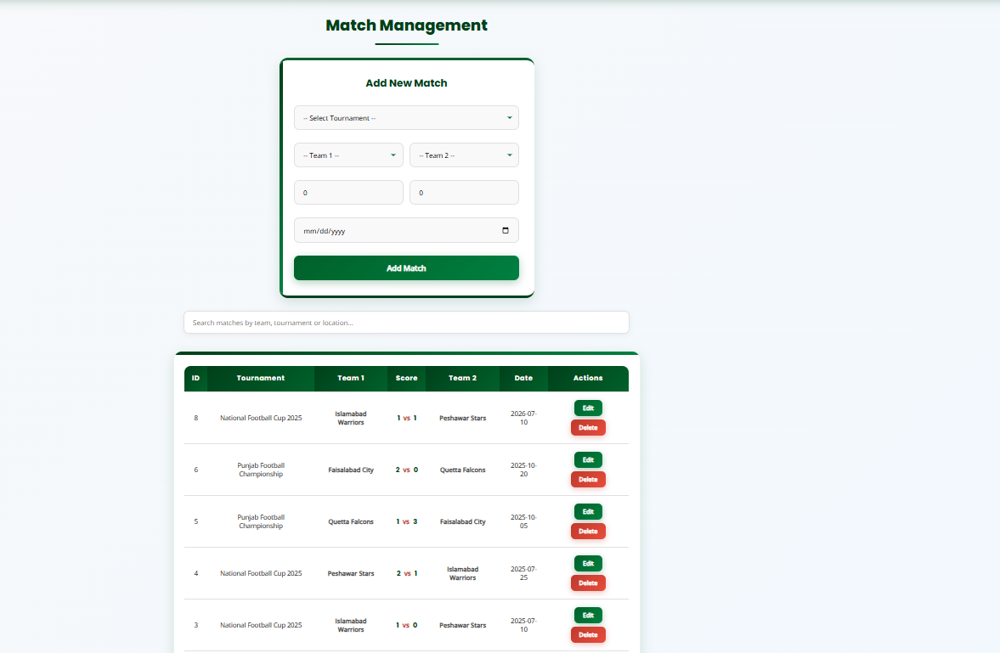 Match Management
Add New Match
-- Select Tournament --
-- Team 1 -- -- Team 2 --
0 0
mm/dd/yyyy
Add Match
Search matches by team, tournament or location...
ID Tournament Team 1 Score Team 2 Date Actions
8 National Football Cup 2025 Islamabad Warriors 1 vs 1 Peshawar Stars 2026-07-10 Edit Delete
6 Punjab Football Championship Faisalabad City 2 vs 0 Quetta Falcons 2025-10-20 Edit Delete
5 Punjab Football Championship Quetta Falcons 1 vs 3 Faisalabad City 2025-10-05 Edit Delete
4 National Football Cup 2025 Peshawar Stars 2 vs 1 Islamabad Warriors 2025-07-25 Edit Delete
3 National Football Cup 2025 Islamabad Warriors 1 vs 0 Peshawar Stars 2025-07-10 Edit Delete